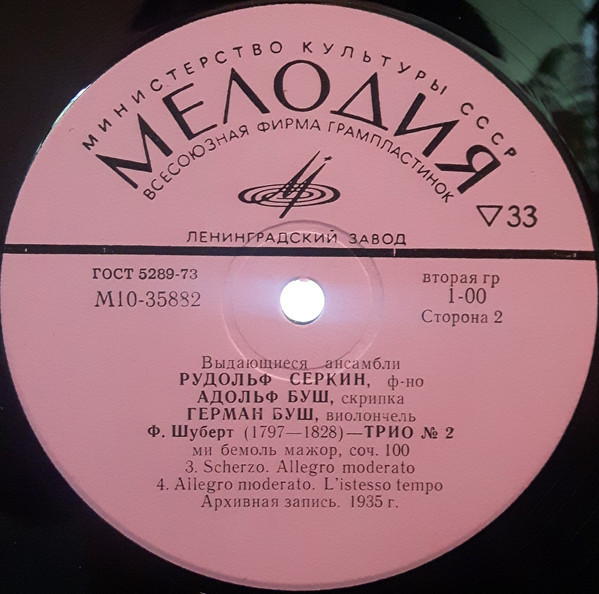 МИНИСТЕРСТВО КУЛЬТУРЫ СССР
МЕЛОДИЯ
ВСЕСОЮЗНАЯ ФИРМА ГРАМПЛАСТИНОК
▽33
ЛЕНИНГРАДСКИЙ ЗАВОД
ГОСТ 5289-73
М10-35882
вторая гр
1-00
Сторона 2
Выдающиеся ансамбли
РУДОЛЬФ СЕРКИН, ф-но
АДОЛЬФ БУШ, скрипка
ГЕРМАН БУШ, виолончель
Ф. Шуберт (1797—1828)—ТРИО № 2
ми бемоль мажор, соч. 100
3. Scherzo. Allegro moderato
4. Allegro moderato. L'istesso tempo
Архивная запись. 1935 г.